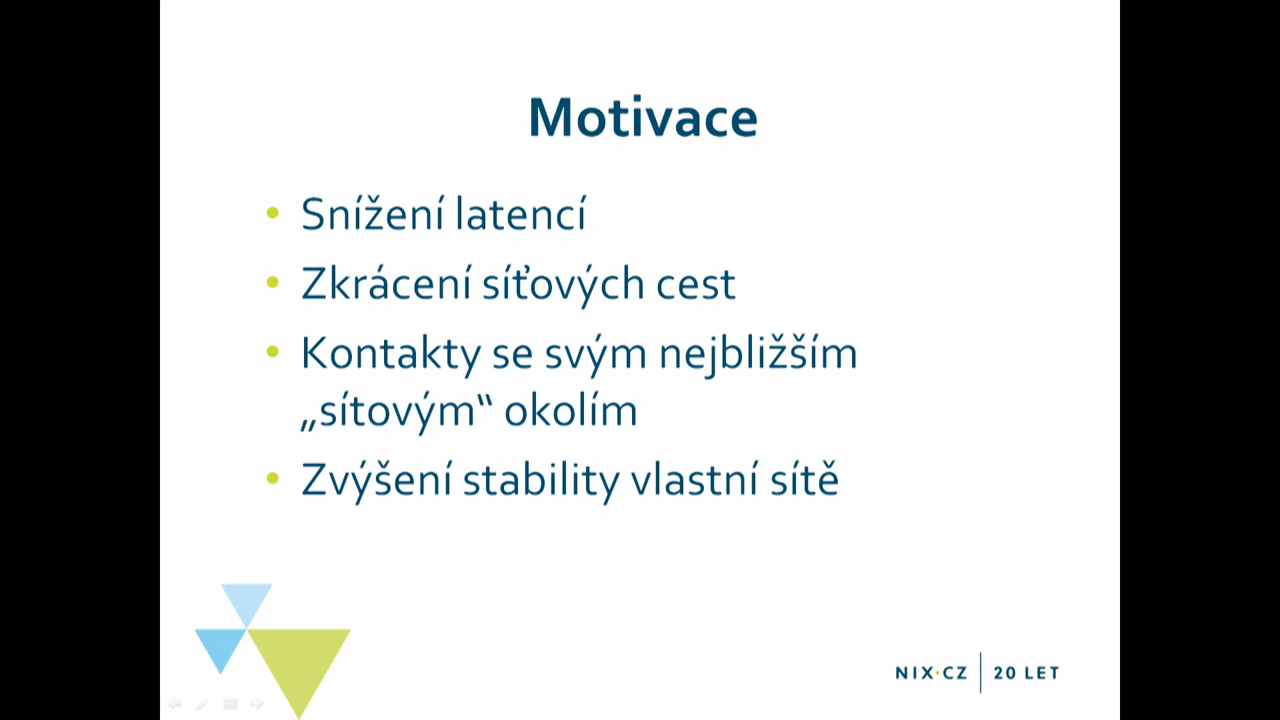 Motivace
• Snížení latencí
• Zkrácení síťových cest
• Kontakty se svým nejbližším
„sítovým“ okolím
• Zvýšení stability vlastní sítě
NIX.CZ | 20 LET